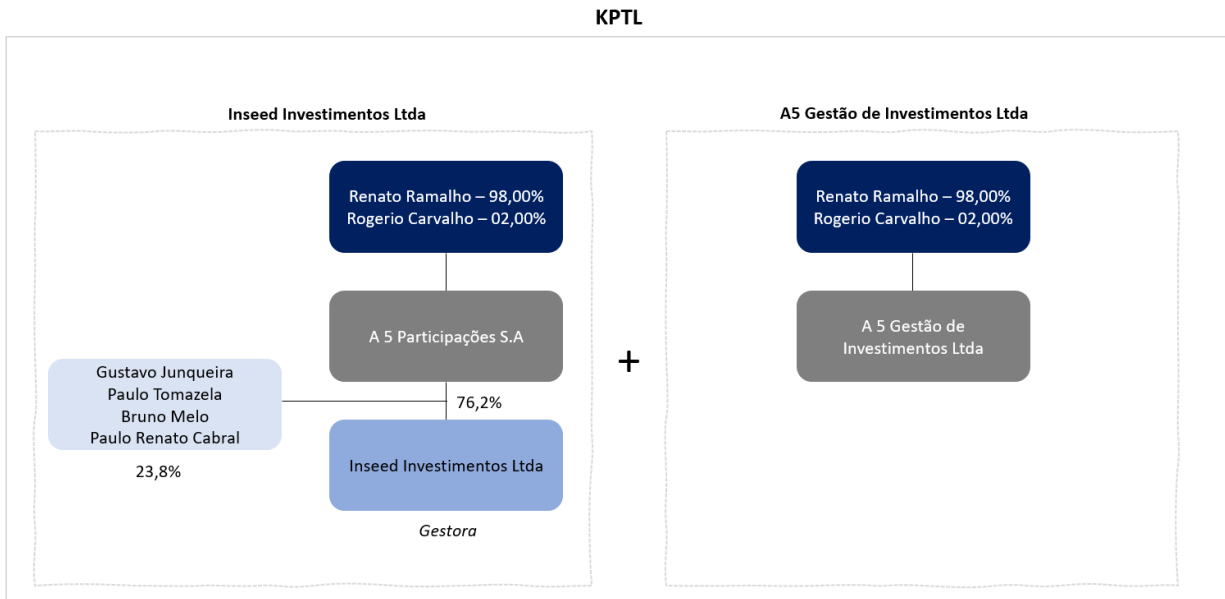 KPTL
Inseed Investimentos Ltda
Renato Ramalho – 98,00%
Rogerio Carvalho – 02,00%
A 5 Participações S.A
Gustavo Junqueira
Paulo Tomazela
Bruno Melo
Paulo Renato Cabral
23,8%
76,2%
Inseed Investimentos Ltda
Gestora
+
A5 Gestão de Investimentos Ltda
Renato Ramalho – 98,00%
Rogerio Carvalho – 02,00%
A 5 Gestão de
Investimentos Ltda